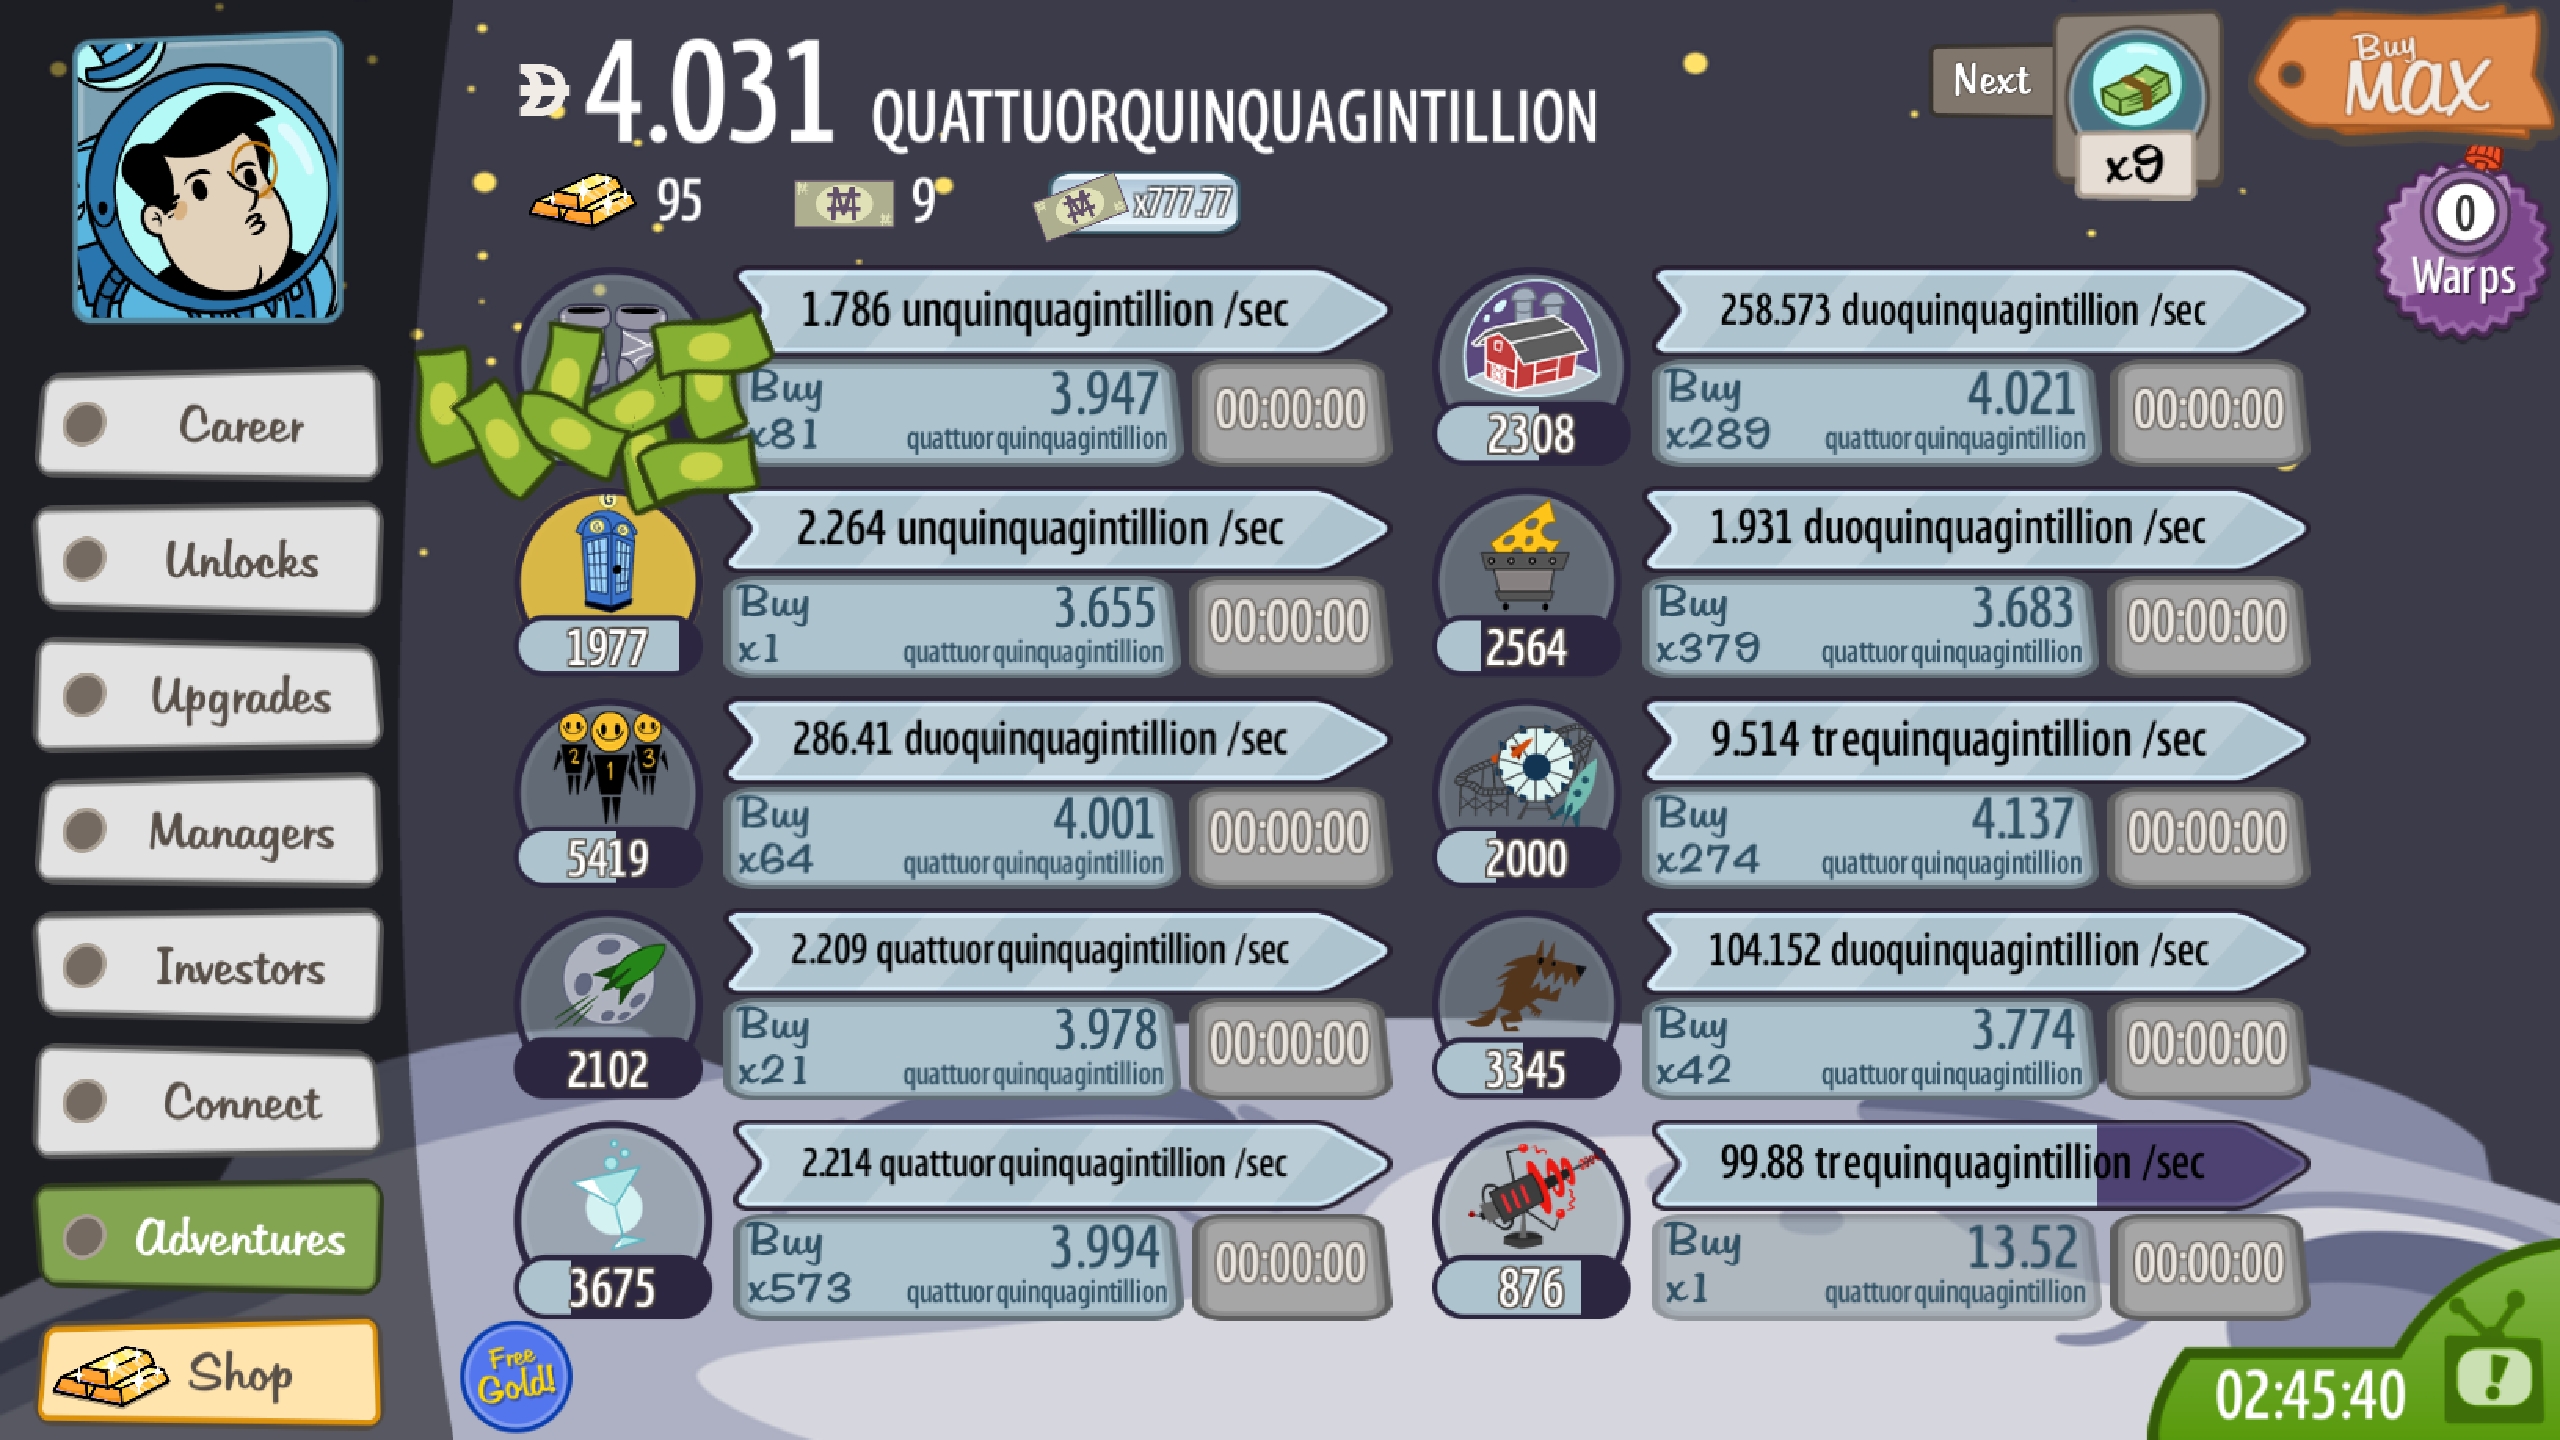 4.031 QUATTUORQUINQUAGINTILLION
Next
x9
Buy
MAX
95
9
x777.77
0
Warps
Career
Unlocks
Upgrades
Managers
Investors
Connect
Adventures
Shop
1.786 unquinquagintillion /sec
Buy 3.947
x81 quattuorquinquagintillion
00:00:00
258.573 duoquinquagintillion /sec
2308
Buy 4.021
x289 quattuorquinquagintillion
00:00:00
G
2.264 unquinquagintillion /sec
1977
Buy 3.655
x1 quattuorquinquagintillion
00:00:00
1.931 duoquinquagintillion /sec
2564
Buy 3.683
x379 quattuorquinquagintillion
00:00:00
2 1 3
286.41 duoquinquagintillion /sec
5419
Buy 4.001
x64 quattuorquinquagintillion
00:00:00
9.514 trequinquagintillion /sec
2000
Buy 4.137
x274 quattuorquinquagintillion
00:00:00
2.209 quattuorquinquagintillion /sec
2102
Buy 3.978
x21 quattuorquinquagintillion
00:00:00
104.152 duoquinquagintillion /sec
3345
Buy 3.774
x42 quattuorquinquagintillion
00:00:00
2.214 quattuorquinquagintillion /sec
3675
Buy 3.994
x573 quattuorquinquagintillion
00:00:00
99.88 trequinquagintillion /sec
876
Buy 13.52
x1 quattuorquinquagintillion
00:00:00
Free
Gold!
02:45:40
!